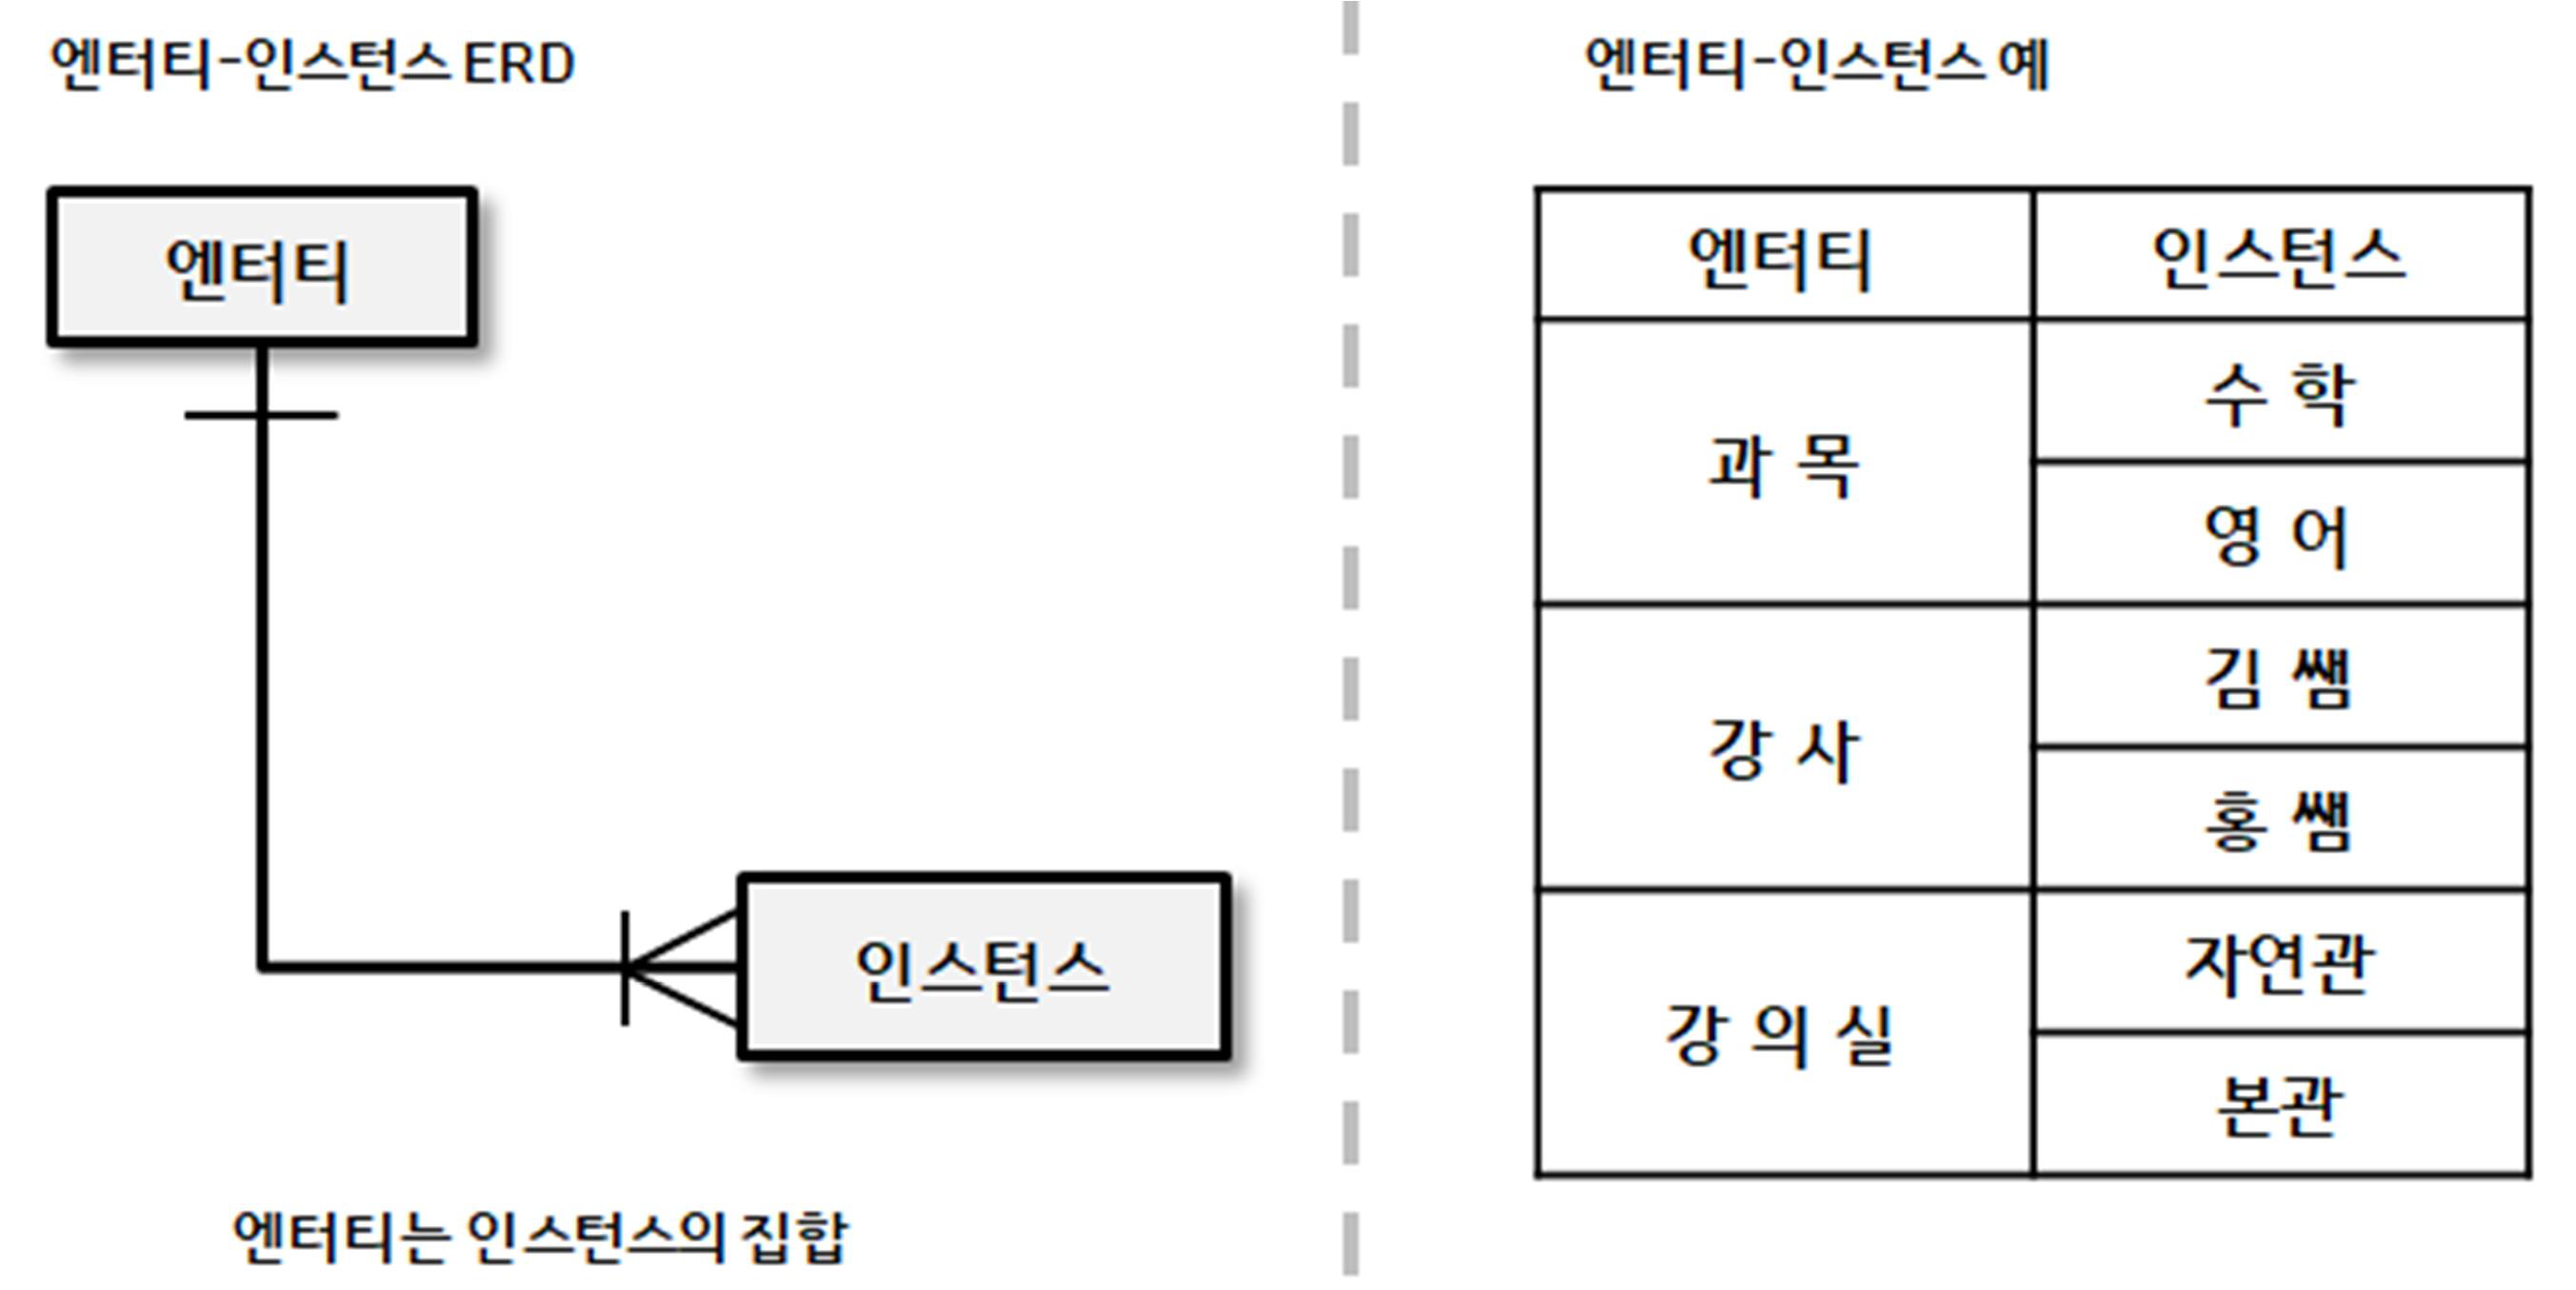 엔터티-인스턴스 ERD
엔터티
인스턴스
엔터티는 인스턴스의 집합
엔터티-인스턴스 예
엔터티 인스턴스
과 목
수 학
영 어
강 사
김 쌤
홍 쌤
강 의 실
자연관
본관